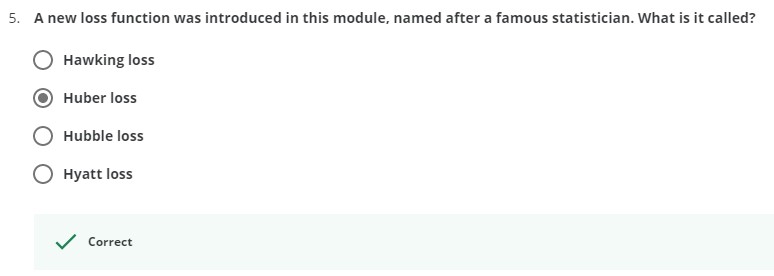 5. A new loss function was introduced in this module, named after a famous statistician. What is it called?
Hawking loss
Huber loss
Hubble loss
Hyatt loss
Correct